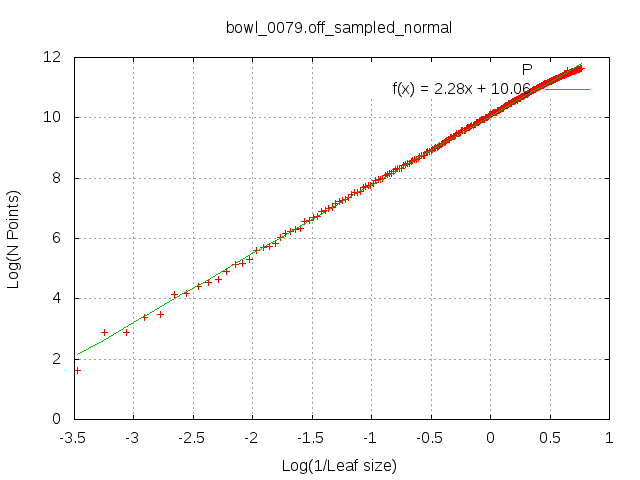 bowl_0079.off_sampled_normal
12
10
8
6
4
2
0
Log(N Points)
P
f(x) = 2.28x + 10.06
-3.5 -3 -2.5 -2 -1.5 -1 -0.5 0 0.5 1
Log(1/Leaf size)